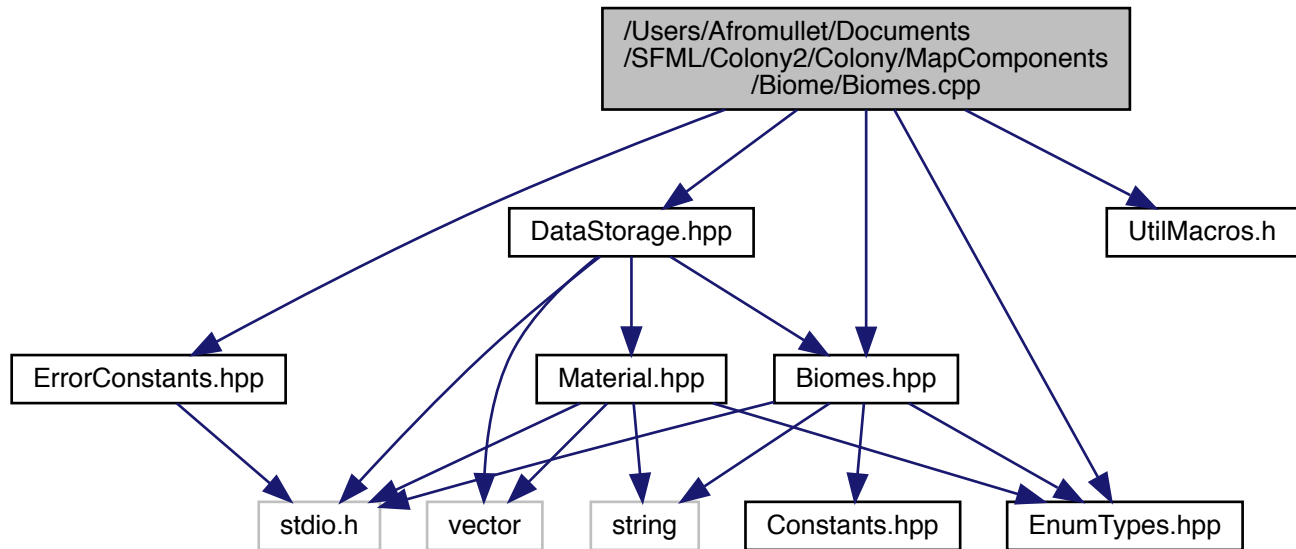 /Users/Afromullet/Documents
/SFML/Colony2/Colony/MapComponents
/Biome/Biomes.cpp
DataStorage.hpp
UtilMacros.h
ErrorConstants.hpp
Material.hpp
Biomes.hpp
stdio.h
vector
string
Constants.hpp
EnumTypes.hpp